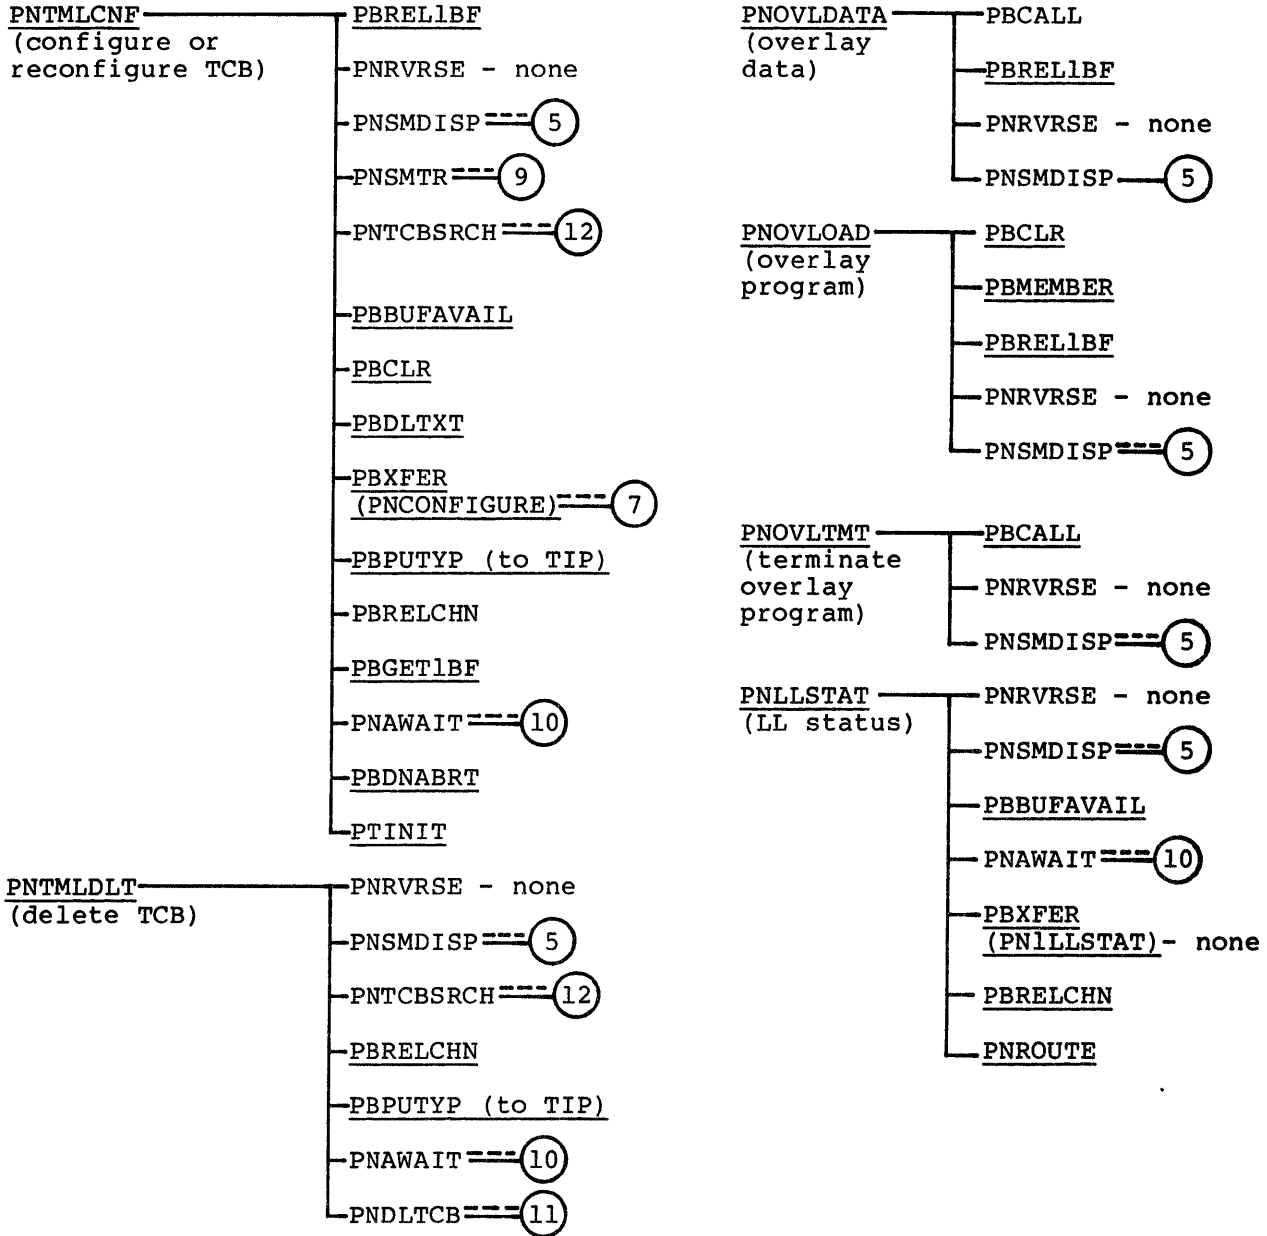 PNTMLCNF
(configure or
reconfigure TCB)
PBREL1BF
PNRVRSE - none
PNSMDISP 5
PNSMTR 9
PNTCBSRCH 12
PBBUFAVAIL
PBCLR
PBDLTXT
PBXFER
(PNCONFIGURE) 7
PBPUTYP (to TIP)
PBRELCHN
PBGET1BF
PNAWAIT 10
PBDNABRT
PTINIT
PNTMLDLT
(delete TCB)
PNRVRSE - none
PNSMDISP 5
PNTCBSRCH 12
PBRELCHN
PBPUTYP (to TIP)
PNAWAIT 10
PNDLTCB 11
PNOVLDATA
(overlay
data)
PBCALL
PBREL1BF
PNRVRSE - none
PNSMDISP 5
PNOVLOAD
(overlay
program)
PBCLR
PBMEMBER
PBREL1BF
PNRVRSE - none
PNSMDISP 5
PNOVLTMT
(terminate
overlay
program)
PBCALL
PNRVRSE - none
PNSMDISP 5
PNLLSTAT
(LL status)
PNRVRSE - none
PNSMDISP 5
PBBUFAVAIL
PNAWAIT 10
PBXFER
(PN1LLSTAT) - none
PBRELCHN
PNROUTE